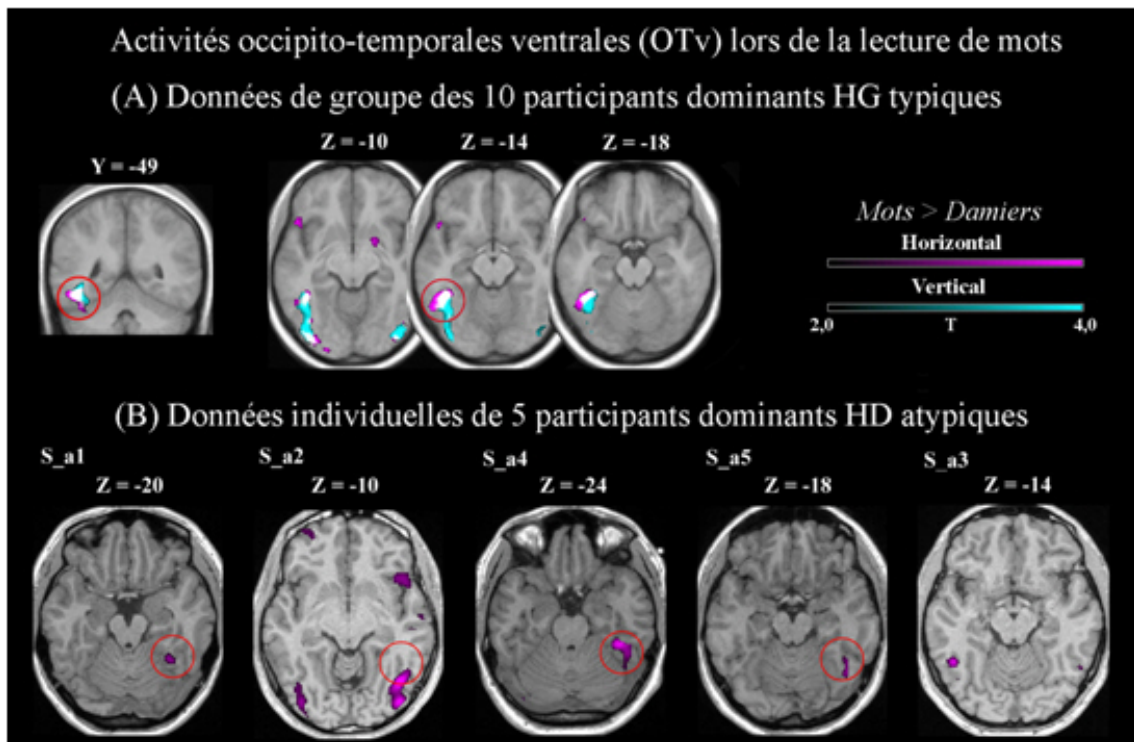 Activités occipito-temporales ventrales (OTv) lors de la lecture de mots
(A) Données de groupe des 10 participants dominants HG typiques
Y = -49
Z = -10
Z = -14
Z = -18
Mots > Damiers
Horizontal
Vertical
2,0 T 4,0
(B) Données individuelles de 5 participants dominants HD atypiques
S_a1
Z = -20
S_a2
Z = -10
S_a4
Z = -24
S_a5
Z = -18
S_a3
Z = -14